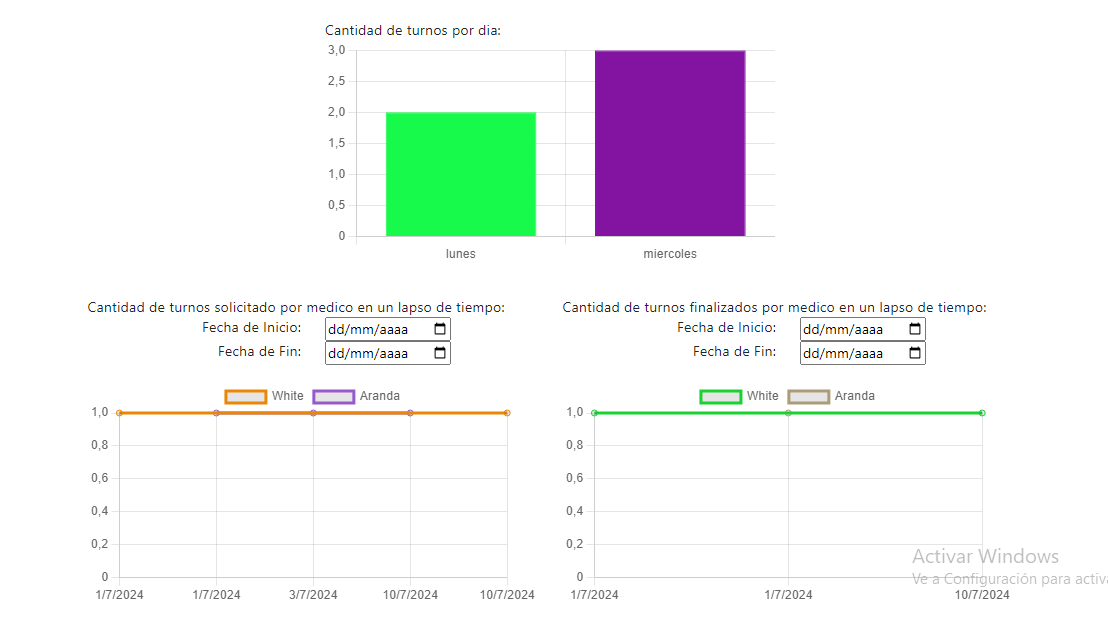 Cantidad de turnos por dia:
3,0
2,5
2,0
1,5
1,0
0,5
0
lunes miercoles
Cantidad de turnos solicitado por medico en un lapso de tiempo:
Fecha de Inicio: dd/mm/aaaa
Fecha de Fin: dd/mm/aaaa
White Aranda
1,0
0,8
0,6
0,4
0,2
0
1/7/2024 1/7/2024 3/7/2024 10/7/2024 10/7/2024
Cantidad de turnos finalizados por medico en un lapso de tiempo:
Fecha de Inicio: dd/mm/aaaa
Fecha de Fin: dd/mm/aaaa
White Aranda
1,0
0,8
0,6
0,4
0,2
0
1/7/2024 1/7/2024 10/7/2024
Activar Windows
Ve a Configuración para activa